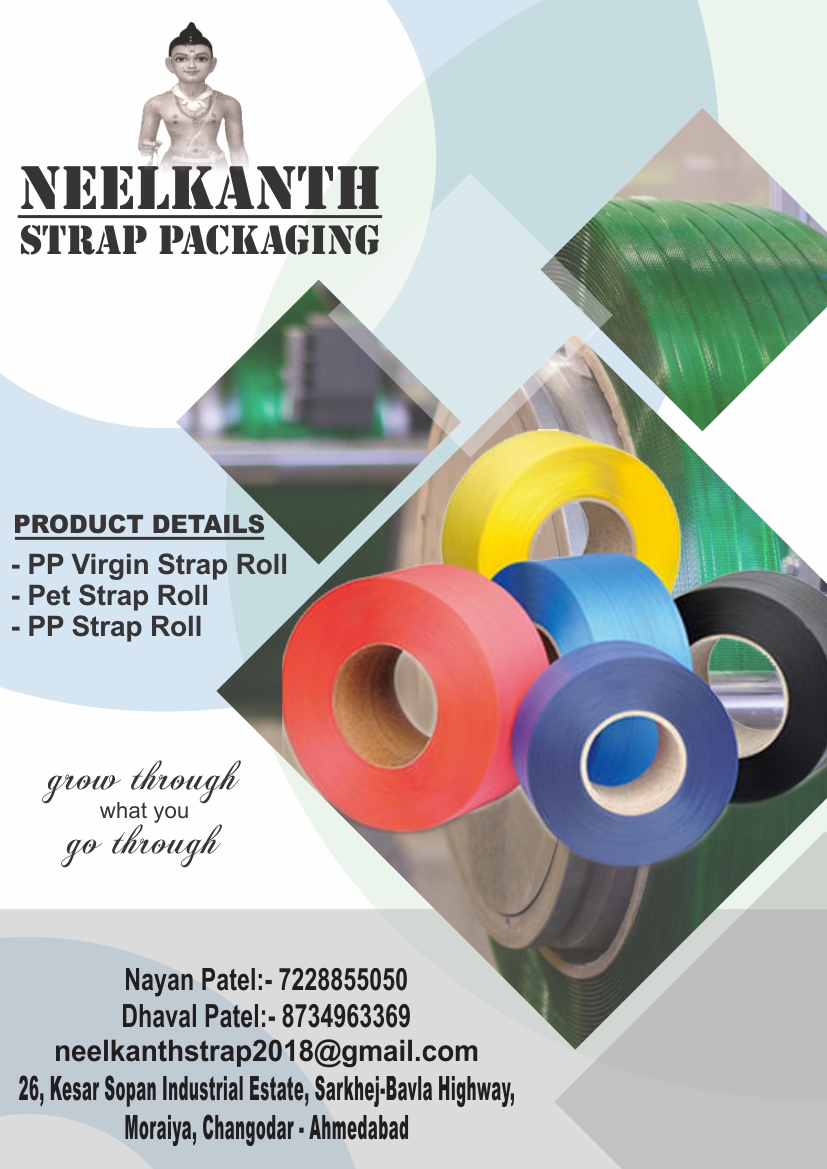 NEELKANTH
STRAP PACKAGING
PRODUCT DETAILS
- PP Virgin Strap Roll
- Pet Strap Roll
- PP Strap Roll
grow through
what you
go through
Nayan Patel:- 7228855050
Dhaval Patel:- 8734963369
neelkanthstrap2018@gmail.com
26, Kesar Sopan Industrial Estate, Sarkhej-Bavla Highway,
Moraiya, Changodar - Ahmedabad